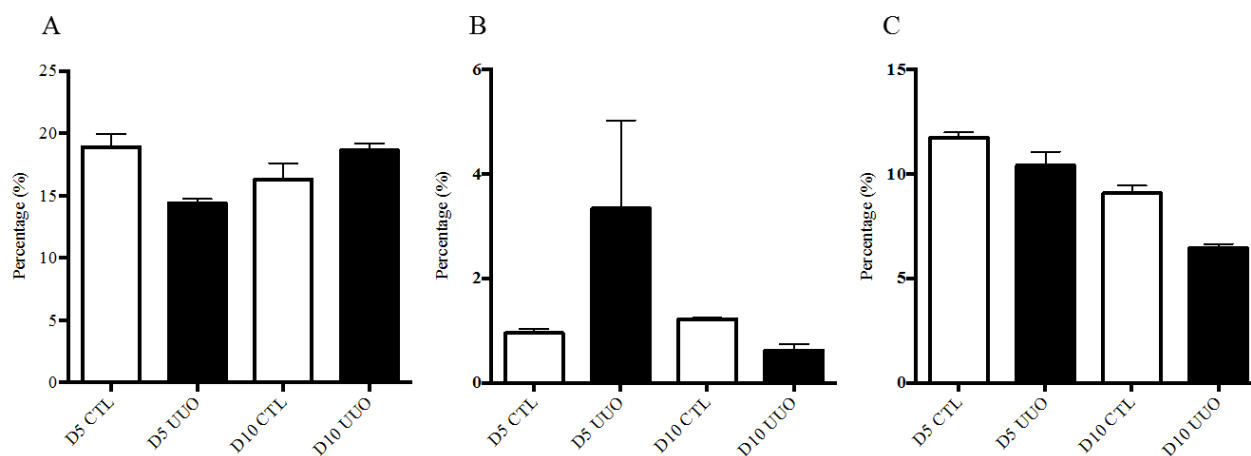 A
Percentage (%)
25
20
15
10
5
0
D5 CTL
D5 UUO
D10 CTL
D10 UUO
B
Percentage (%)
6
4
2
0
D5 CTL
D5 UUO
D10 CTL
D10 UUO
C
Percentage (%)
15
10
5
0
D5 CTL
D5 UUO
D10 CTL
D10 UUO